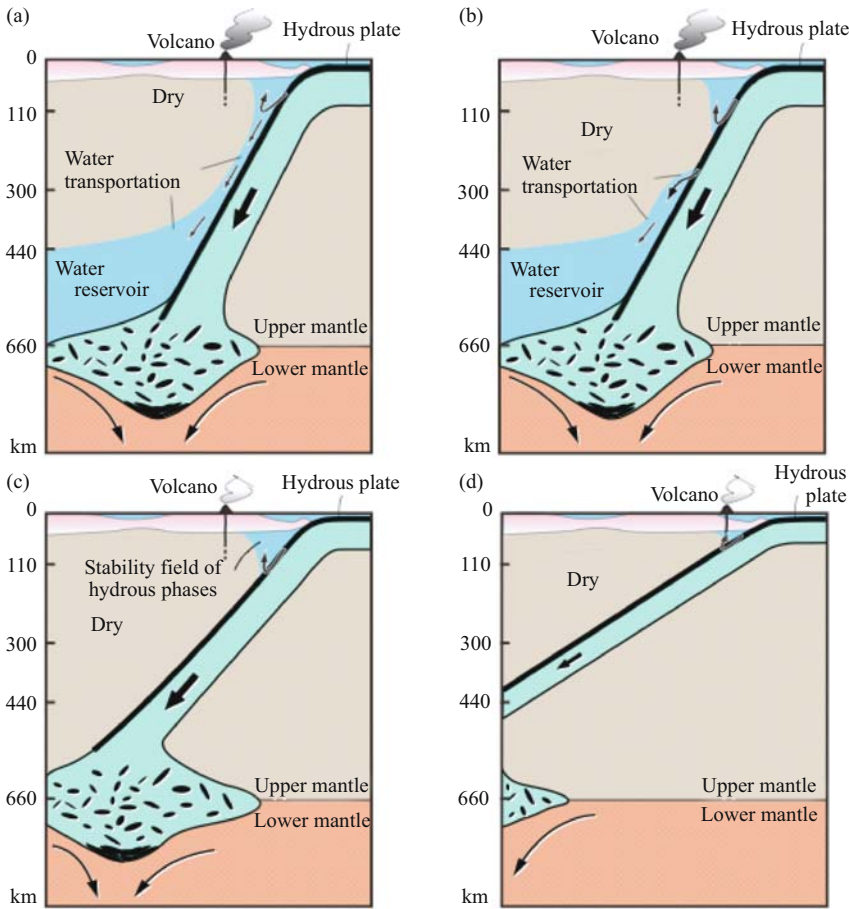 (a)
Volcano
Hydrous plate
0
110
300
440
660
km
Dry
Water
transportation
Water
reservoir
Upper mantle
Lower mantle
(b)
Volcano
Hydrous plate
0
110
300
440
660
km
Dry
Water
transportation
Water
reservoir
Upper mantle
Lower mantle
(c)
Volcano
Hydrous plate
0
110
300
440
660
km
Stability field of
hydrous phases
Dry
Upper mantle
Lower mantle
(d)
Volcano
Hydrous
plate
0
110
300
440
660
km
Dry
Upper mantle
Lower mantle